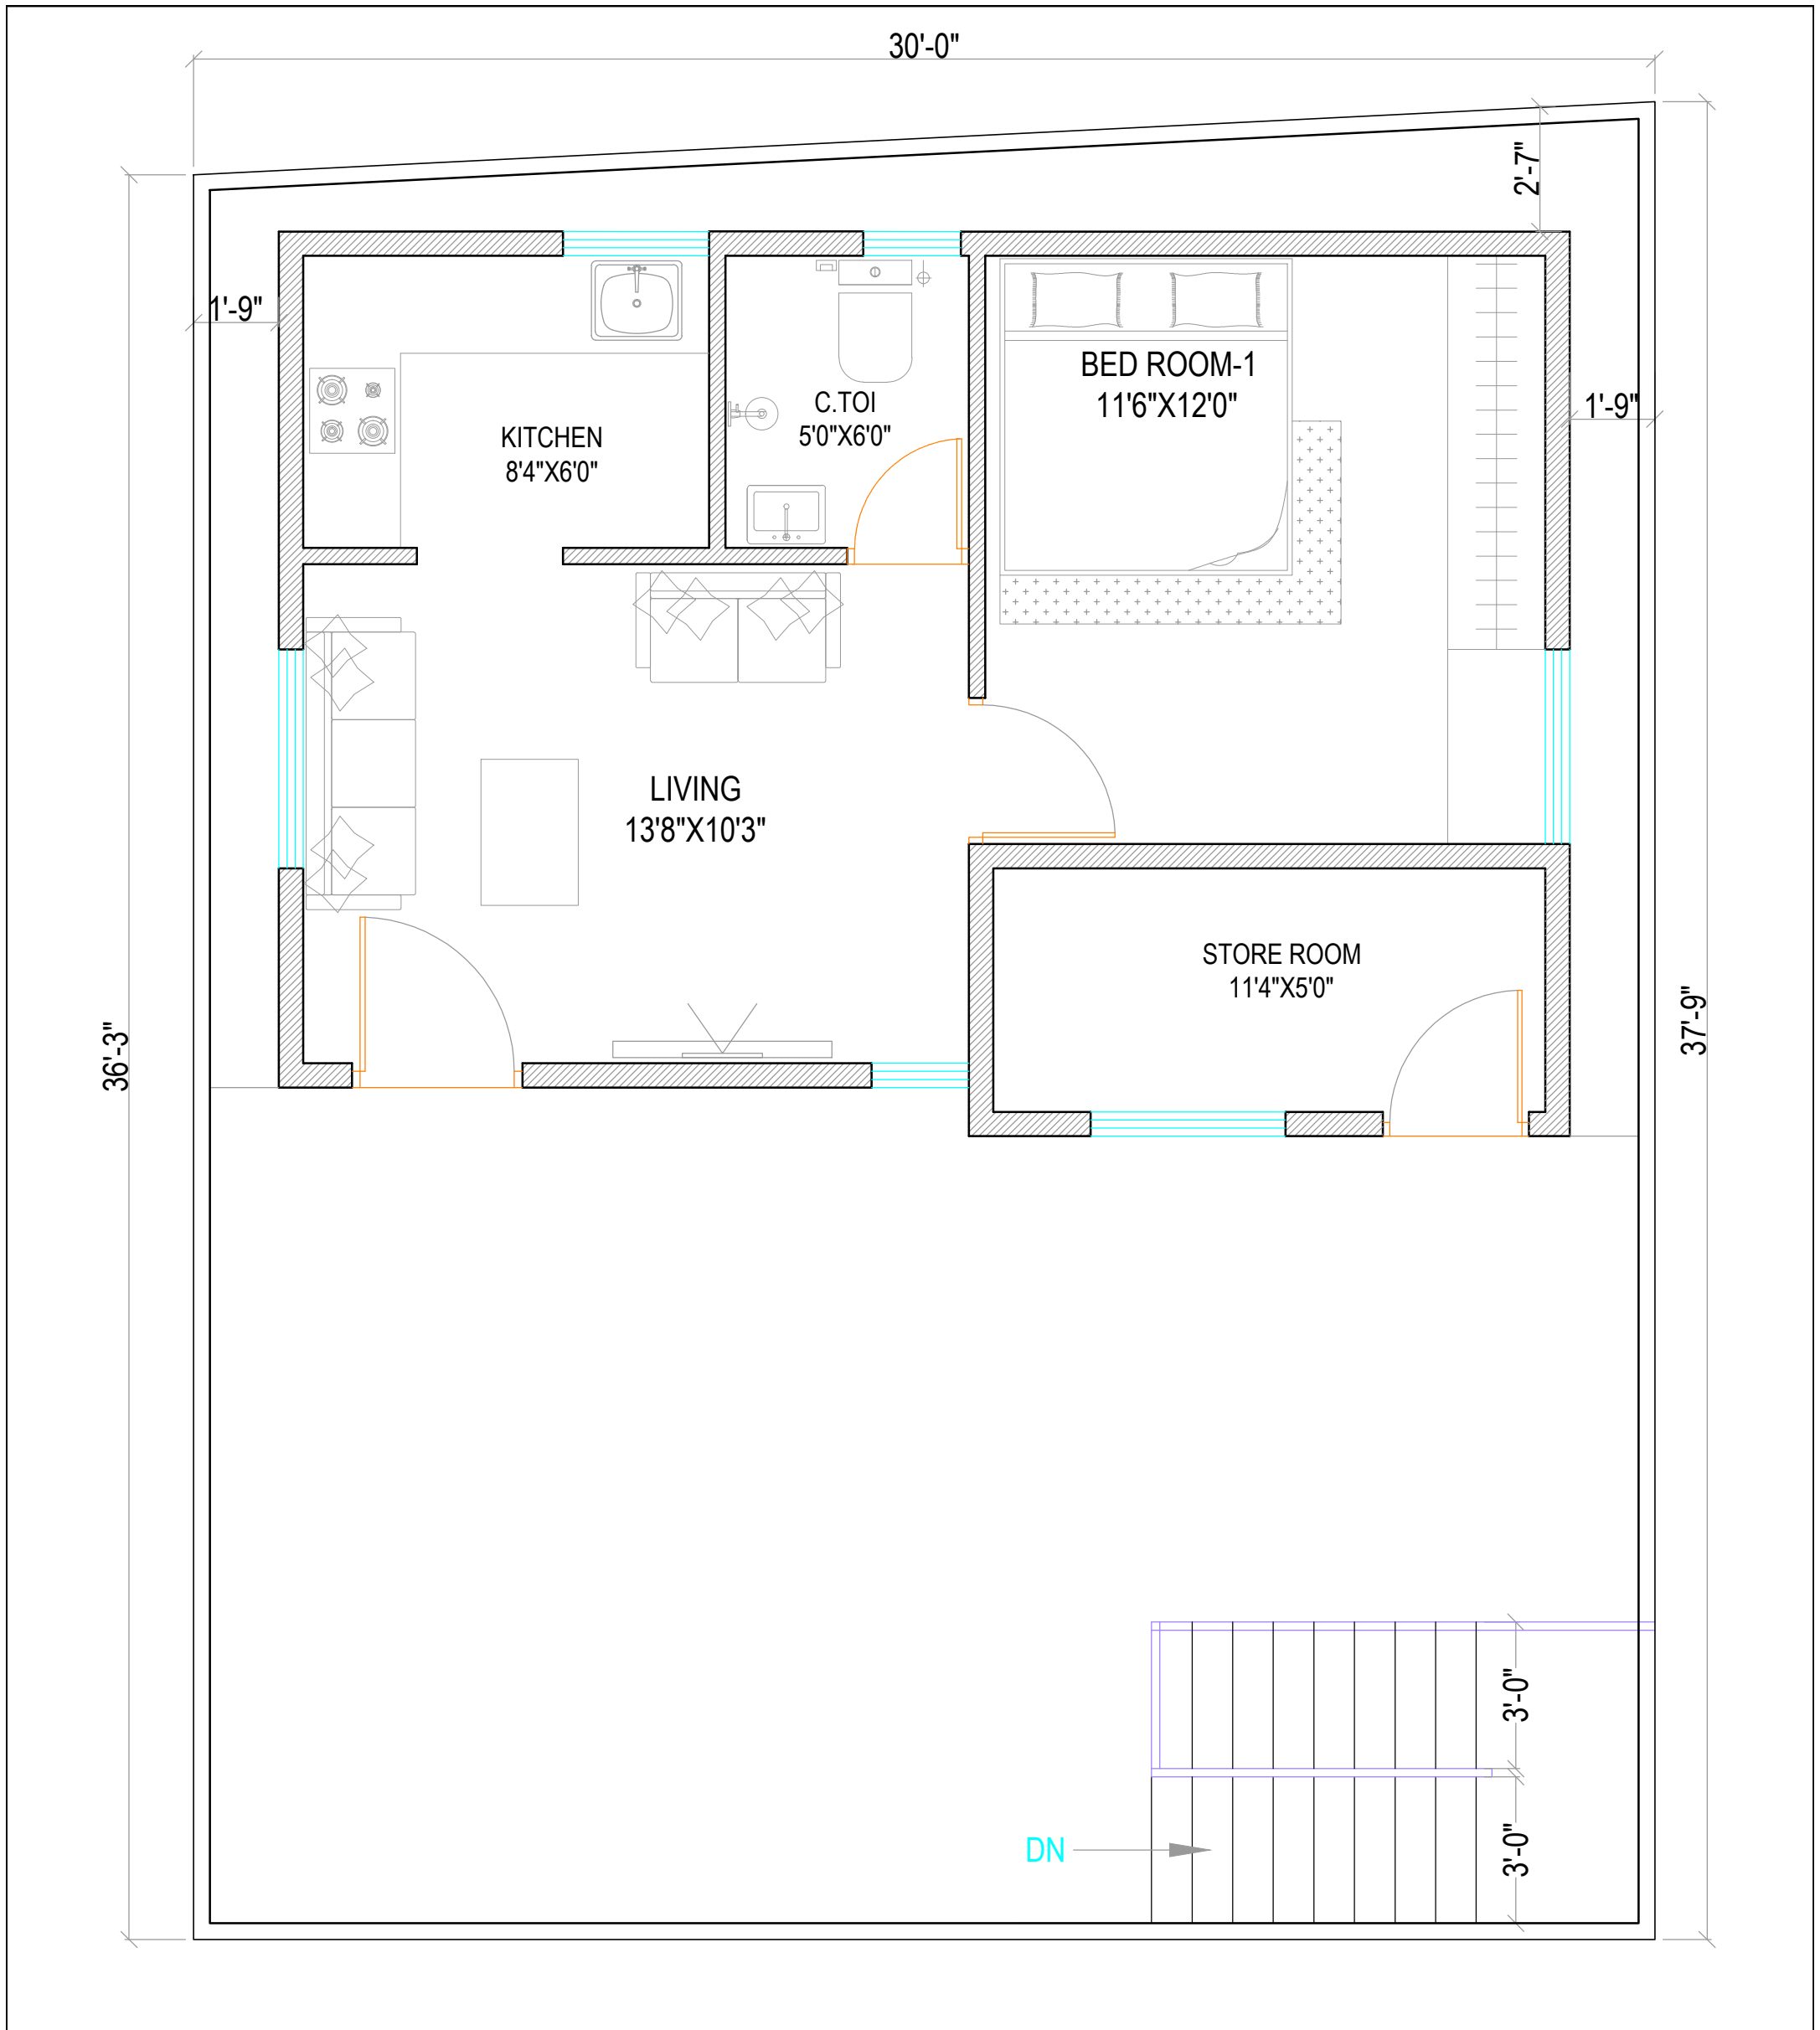 30'-0"
2'-7"
1'-9"
BED ROOM-1
11'6"X12'0"
C.TOI
5'0"X6'0"
1'-9"
KITCHEN
8'4"X6'0"
LIVING
13'8"X10'3"
STORE ROOM
11'4"X5'0"
36'-3"
37'-9"
3'-0"
DN
3'-0"